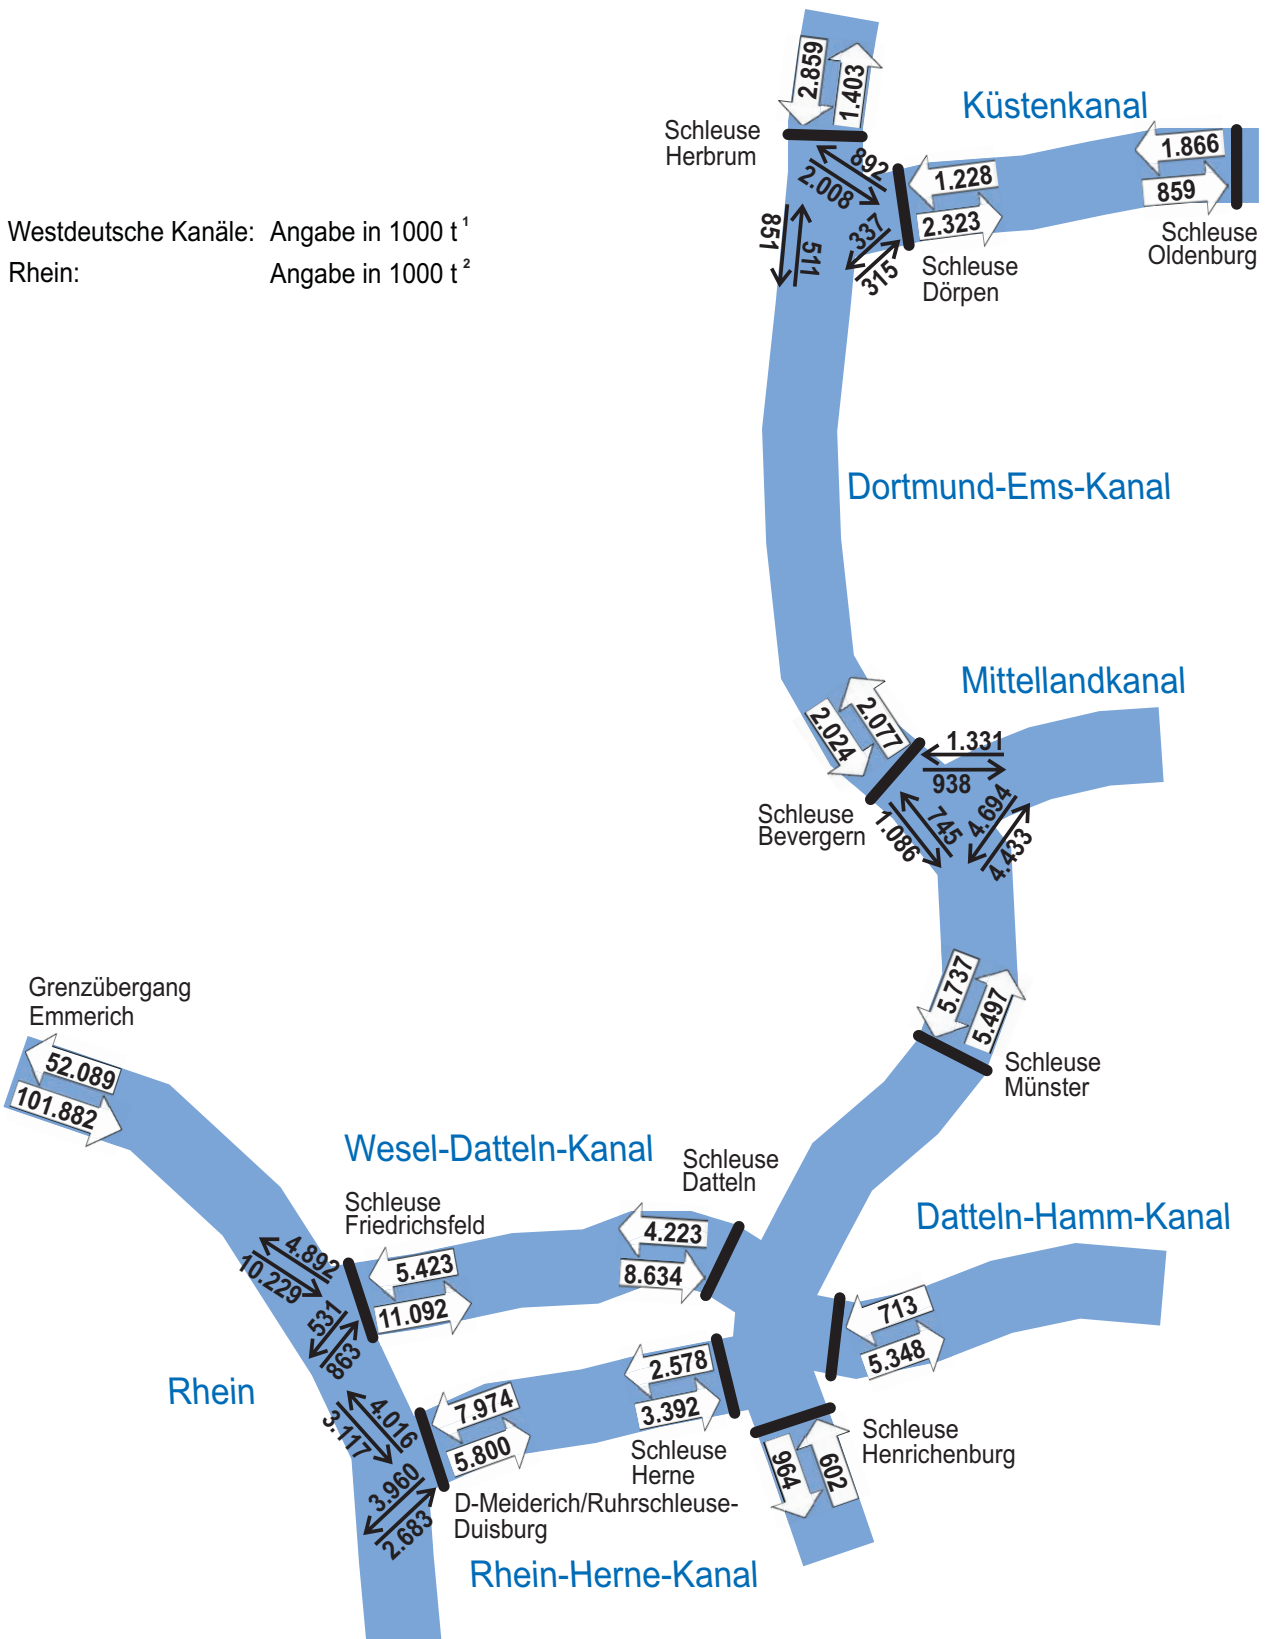 2.859
1.403
Küstenkanal
Schleuse
Herbrum
1.866
859
892
2.008
1.228
2.323
Westdeutsche Kanäle: Angabe in 1000 t ¹
Rhein: Angabe in 1000 t ²
851
511
337
315
Schleuse
Dörpen
Schleuse
Oldenburg
Dortmund-Ems-Kanal
Mittellandkanal
2.024
2.077
1.331
938
Schleuse
Bevergern
1.086
745
4.694
4.433
5.737
5.497
Grenzübergang
Emmerich
52.089
101.882
Schleuse
Münster
Wesel-Datteln-Kanal
Schleuse
Datteln
Schleuse
Friedrichsfeld
Datteln-Hamm-Kanal
4.892
10.229
5.423
11.092
4.223
8.634
531
863
713
5.348
Rhein
4.016
3.117
7.974
5.800
2.578
3.392
Schleuse
Herne
Schleuse
Henrichenburg
964
602
3.960
2.683
D-Meiderich/Ruhrschleuse-
Duisburg
Rhein-Herne-Kanal